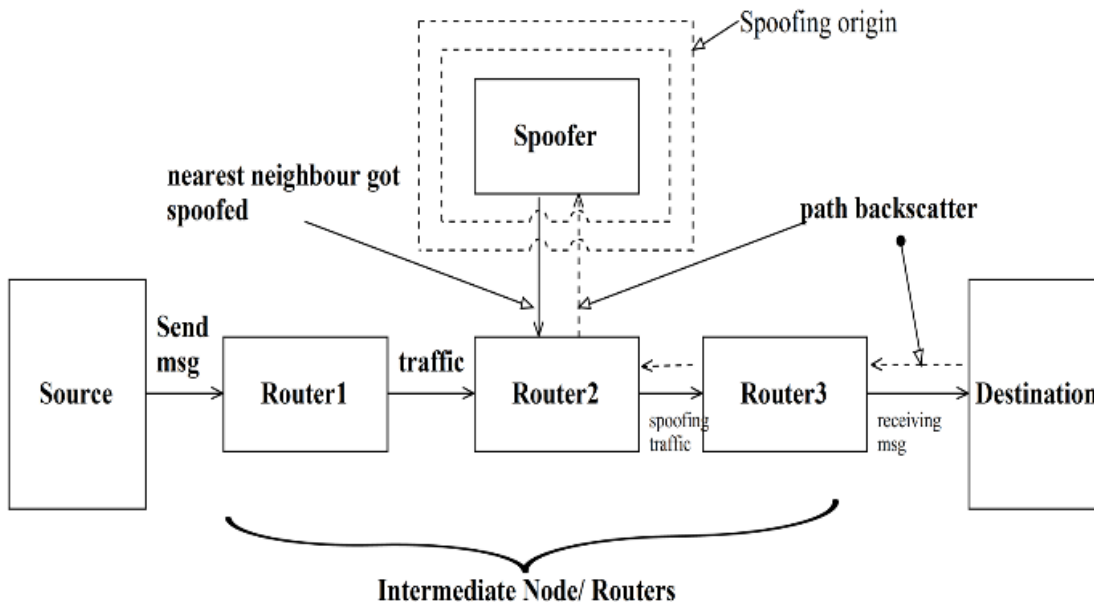 Spoofing origin
Spoofer
nearest neighbour got
spoofed
path backscatter
Send
msg
traffic
Source
Router1
Router2
Router3
Destination
spoofing
traffic
receiving
msg
Intermediate Node/ Routers